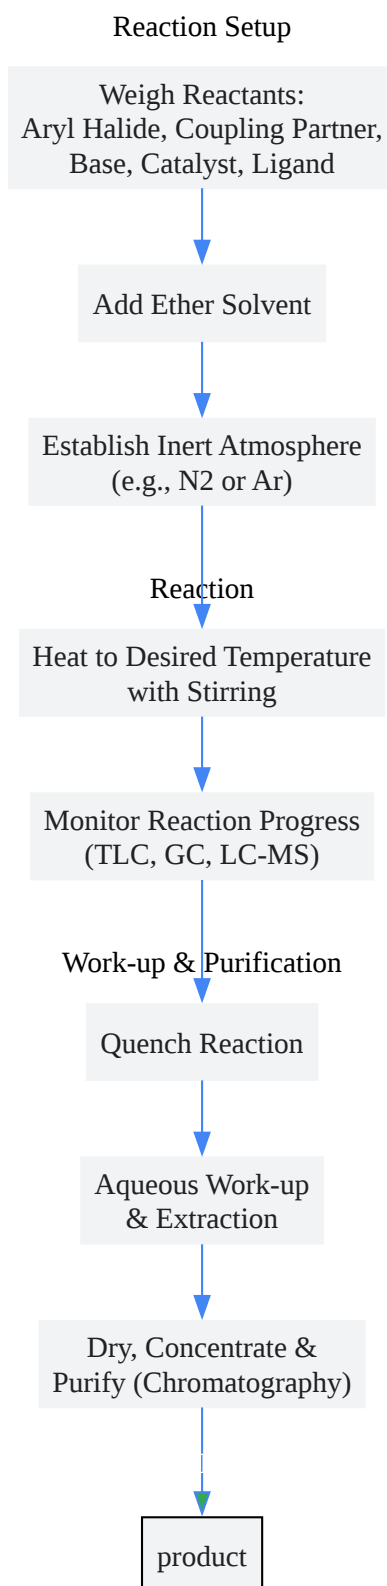 Reaction Setup
Weigh Reactants:
Aryl Halide, Coupling Partner,
Base, Catalyst, Ligand
Add Ether Solvent
Establish Inert Atmosphere
(e.g., N2 or Ar)
Reaction
Heat to Desired Temperature
with Stirring
Monitor Reaction Progress
(TLC, GC, LC-MS)
Work-up & Purification
Quench Reaction
Aqueous Work-up
& Extraction
Dry, Concentrate &
Purify (Chromatography)
product